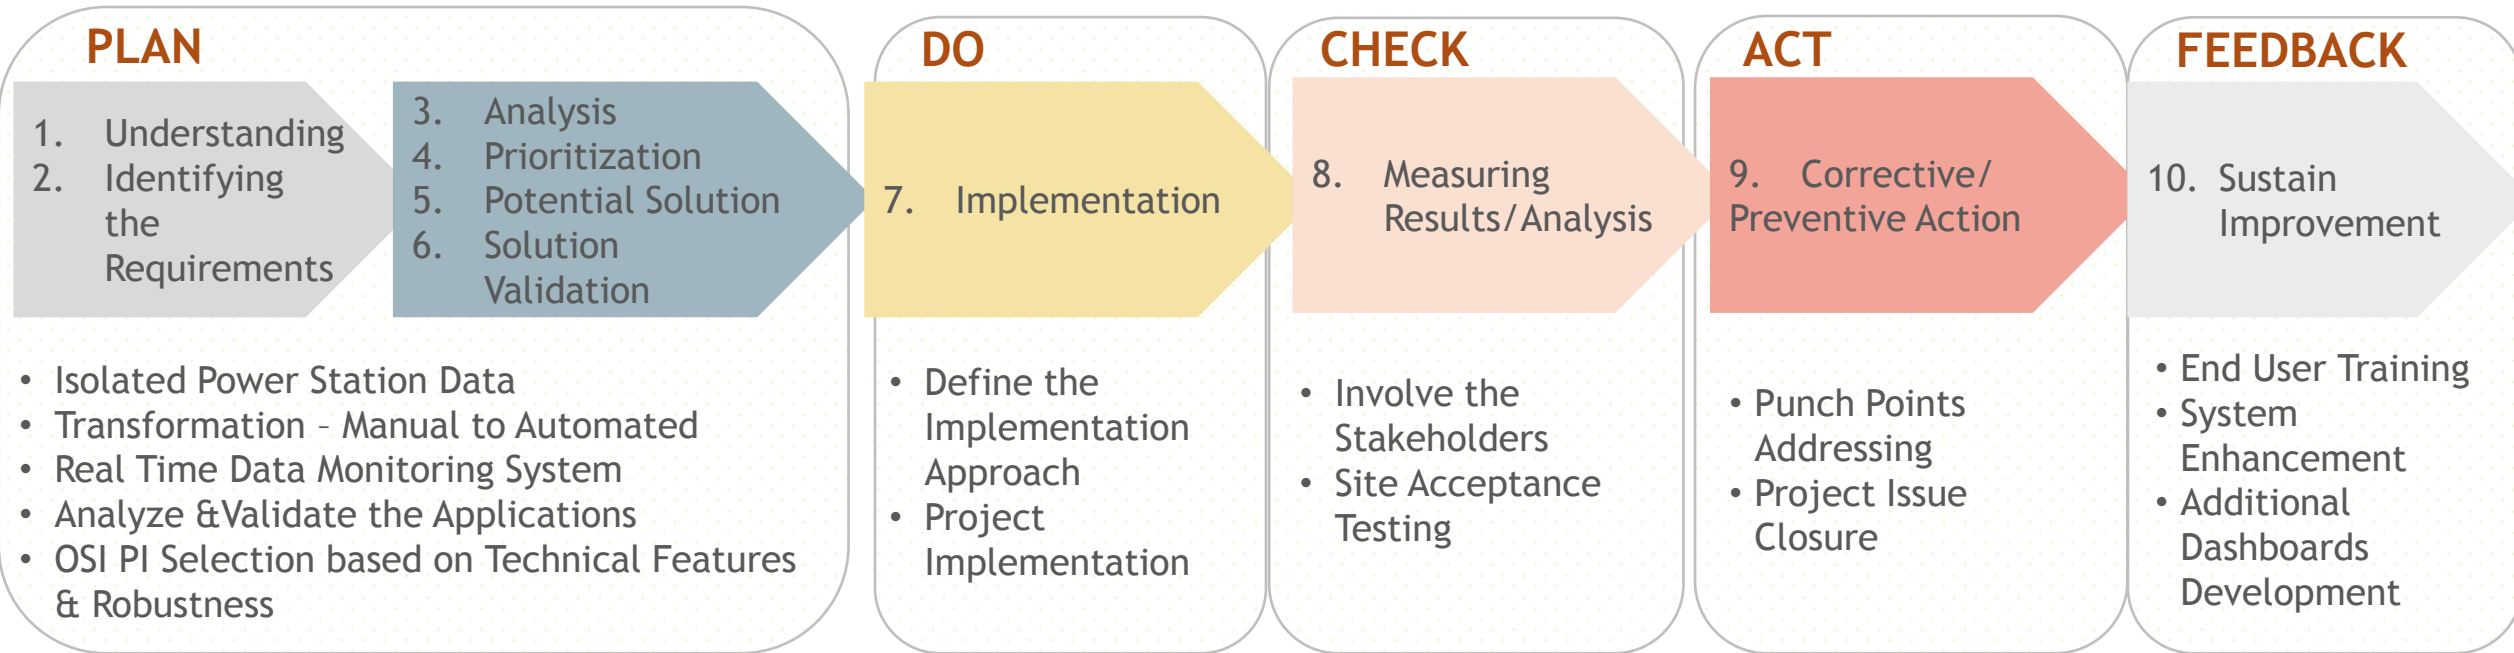 PLAN
1. Understanding
2. Identifying
the
Requirements
3. Analysis
4. Prioritization
5. Potential Solution
6. Solution
Validation
• Isolated Power Station Data
• Transformation – Manual to Automated
• Real Time Data Monitoring System
• Analyze &Validate the Applications
• OSI PI Selection based on Technical Features
& Robustness
DO
7. Implementation
• Define the
Implementation
Approach
• Project
Implementation
CHECK
8. Measuring
Results/Analysis
• Involve the
Stakeholders
• Site Acceptance
Testing
ACT
9. Corrective/
Preventive Action
• Punch Points
Addressing
• Project Issue
Closure
FEEDBACK
10. Sustain
Improvement
• End User Training
• System
Enhancement
• Additional
Dashboards
Development